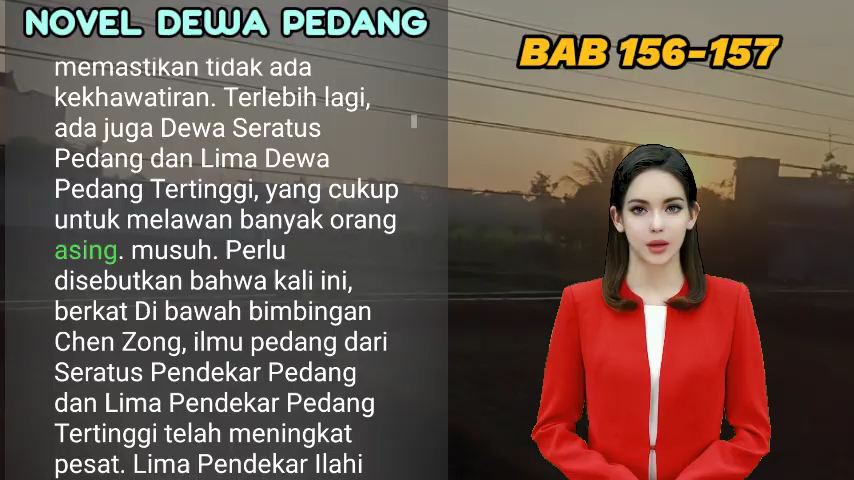 NOVEL DEWA PEDANG
BAB 156-157
memastikan tidak ada
kekhawatiran. Terlebih lagi,
ada juga Dewa Seratus
Pedang dan Lima Dewa
Pedang Tertinggi, yang cukup
untuk melawan banyak orang
asing. musuh. Perlu
disebutkan bahwa kali ini,
berkat Di bawah bimbingan
Chen Zong, ilmu pedang dari
Seratus Pendekar Pedang
dan Lima Pendekar Pedang
Tertinggi telah meningkat
pesat. Lima Pendekar Ilahi